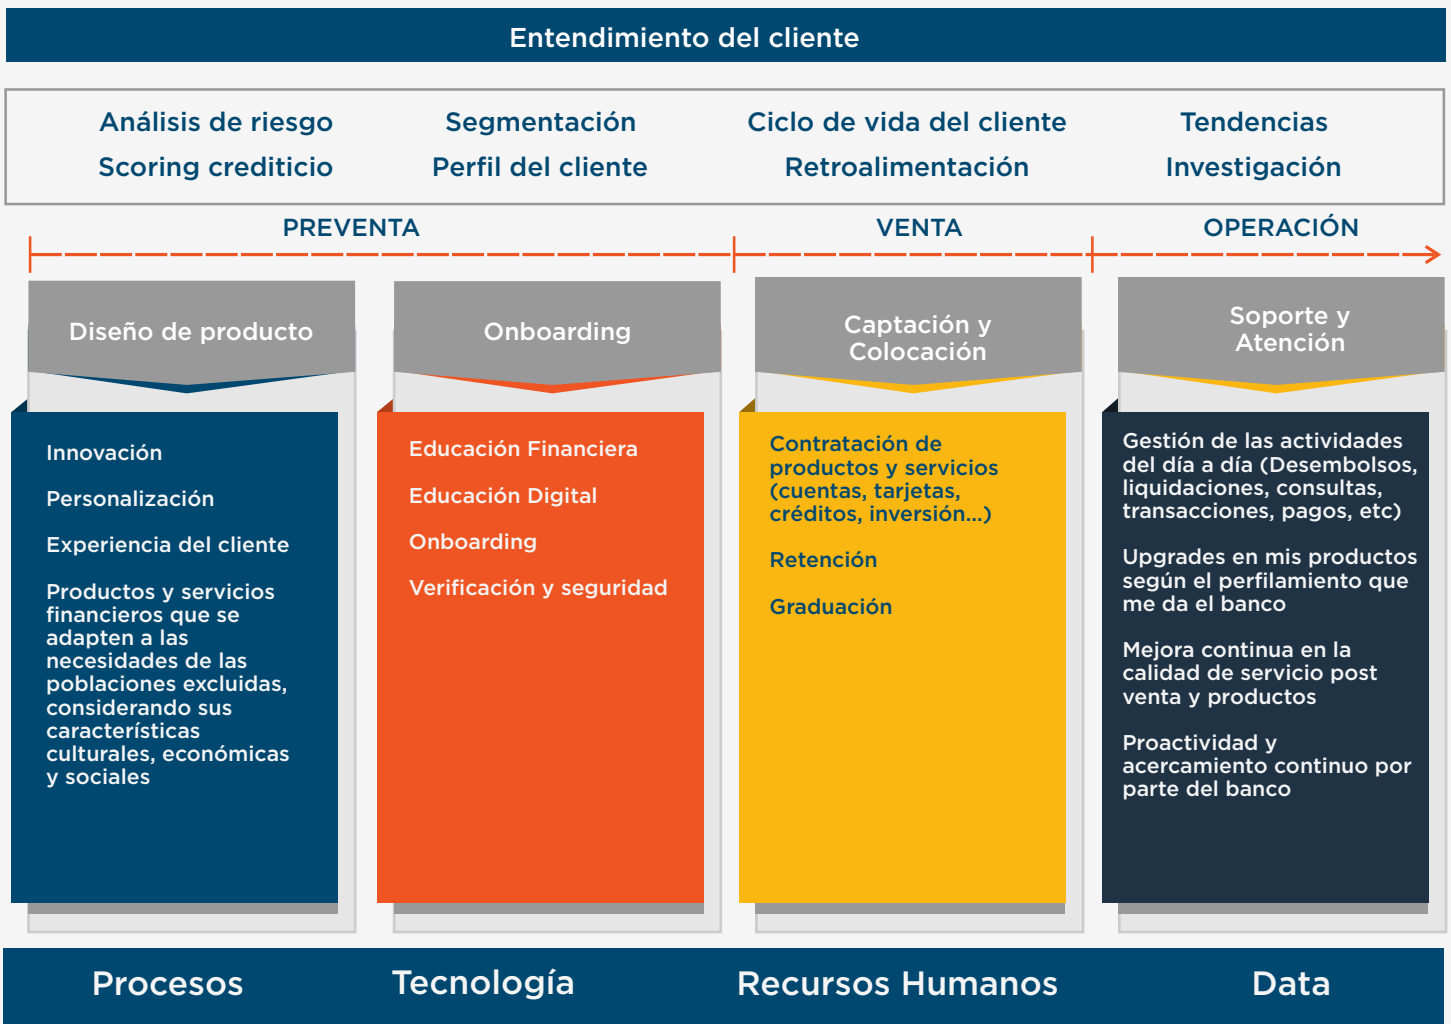 Entendimiento del cliente
Análisis de riesgo
Scoring crediticio
Segmentación
Perfil del cliente
Ciclo de vida del cliente
Retroalimentación
Tendencias
Investigación
PREVENTA
VENTA
OPERACIÓN
Diseño de producto
Innovación
Personalización
Experiencia del cliente
Productos y servicios
financieros que se
adapten a las
necesidades de las
poblaciones excluidas,
considerando sus
características
culturales, económicas
y sociales
Onboarding
Educación Financiera
Educación Digital
Onboarding
Verificación y seguridad
Captación y
Colocación
Contratación de
productos y servicios
(cuentas, tarjetas,
créditos, inversión...)
Retención
Graduación
Soporte y
Atención
Gestión de las actividades
del día a día (Desembolsos,
liquidaciones, consultas,
transacciones, pagos, etc)
Upgrades en mis productos
según el perfilamiento que
me da el banco
Mejora continua en la
calidad de servicio post
venta y productos
Proactividad y
acercamiento continuo por
parte del banco
Procesos
Tecnología
Recursos Humanos
Data